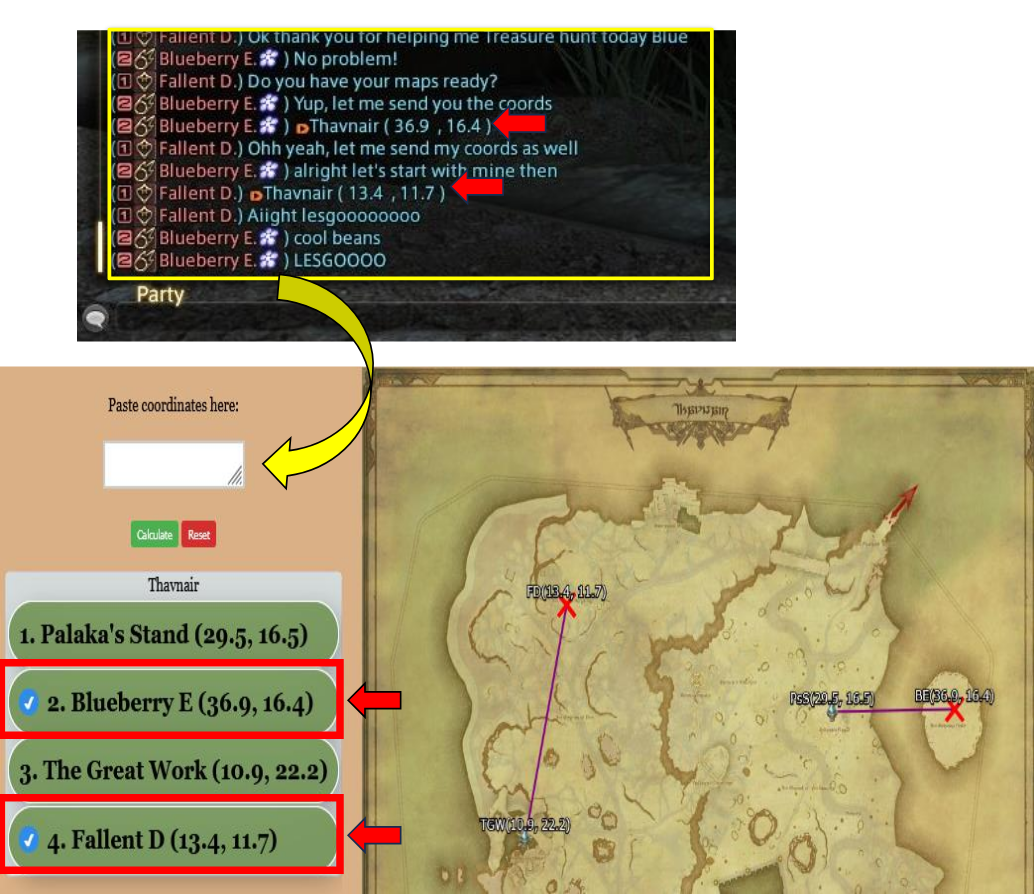 (1 Fallent D.) Ok thank you for helping me Treasure hunt today Blue
(2 Blueberry E. ) No problem!
(1 Fallent D.) Do you have your maps ready?
(2 Blueberry E. ) Yup, let me send you the coords
(2 Blueberry E. ) Thavnair ( 36.9 , 16.4 )
(1 Fallent D.) Ohh yeah, let me send my coords as well
(2 Blueberry E. ) alright let's start with mine then
(1 Fallent D.) Thavnair ( 13.4 , 11.7 )
(1 Fallent D.) Aiight lesgoooooooo
(2 Blueberry E. ) cool beans
(2 Blueberry E. ) LESGOOOO
Party
Paste coordinates here:
Calculate Reset
Thavnair
1. Palaka's Stand (29.5, 16.5)
2. Blueberry E (36.9, 16.4)
3. The Great Work (10.9, 22.2)
4. Fallent D (13.4, 11.7)
FD(13.4, 11.7)
PsS(29.5, 16.5)
BE(36.9, 16.4)
TGW(10.9, 22.2)